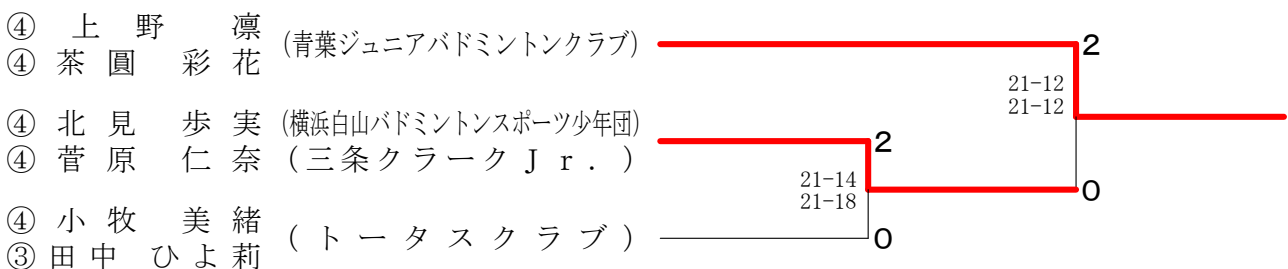 ④ 上野 凛
④ 茶圓 彩花
(青葉ジュニアバドミントンクラブ)
2
21-12
21-12
④ 北見 歩実 (横浜白山バドミントンスポーツ少年団)
④ 菅原 仁奈 (三条クラークJr.)
2
21-14
21-18
0
④ 小牧 美緒
③ 田中 ひよ莉
(トータスクラブ)
0